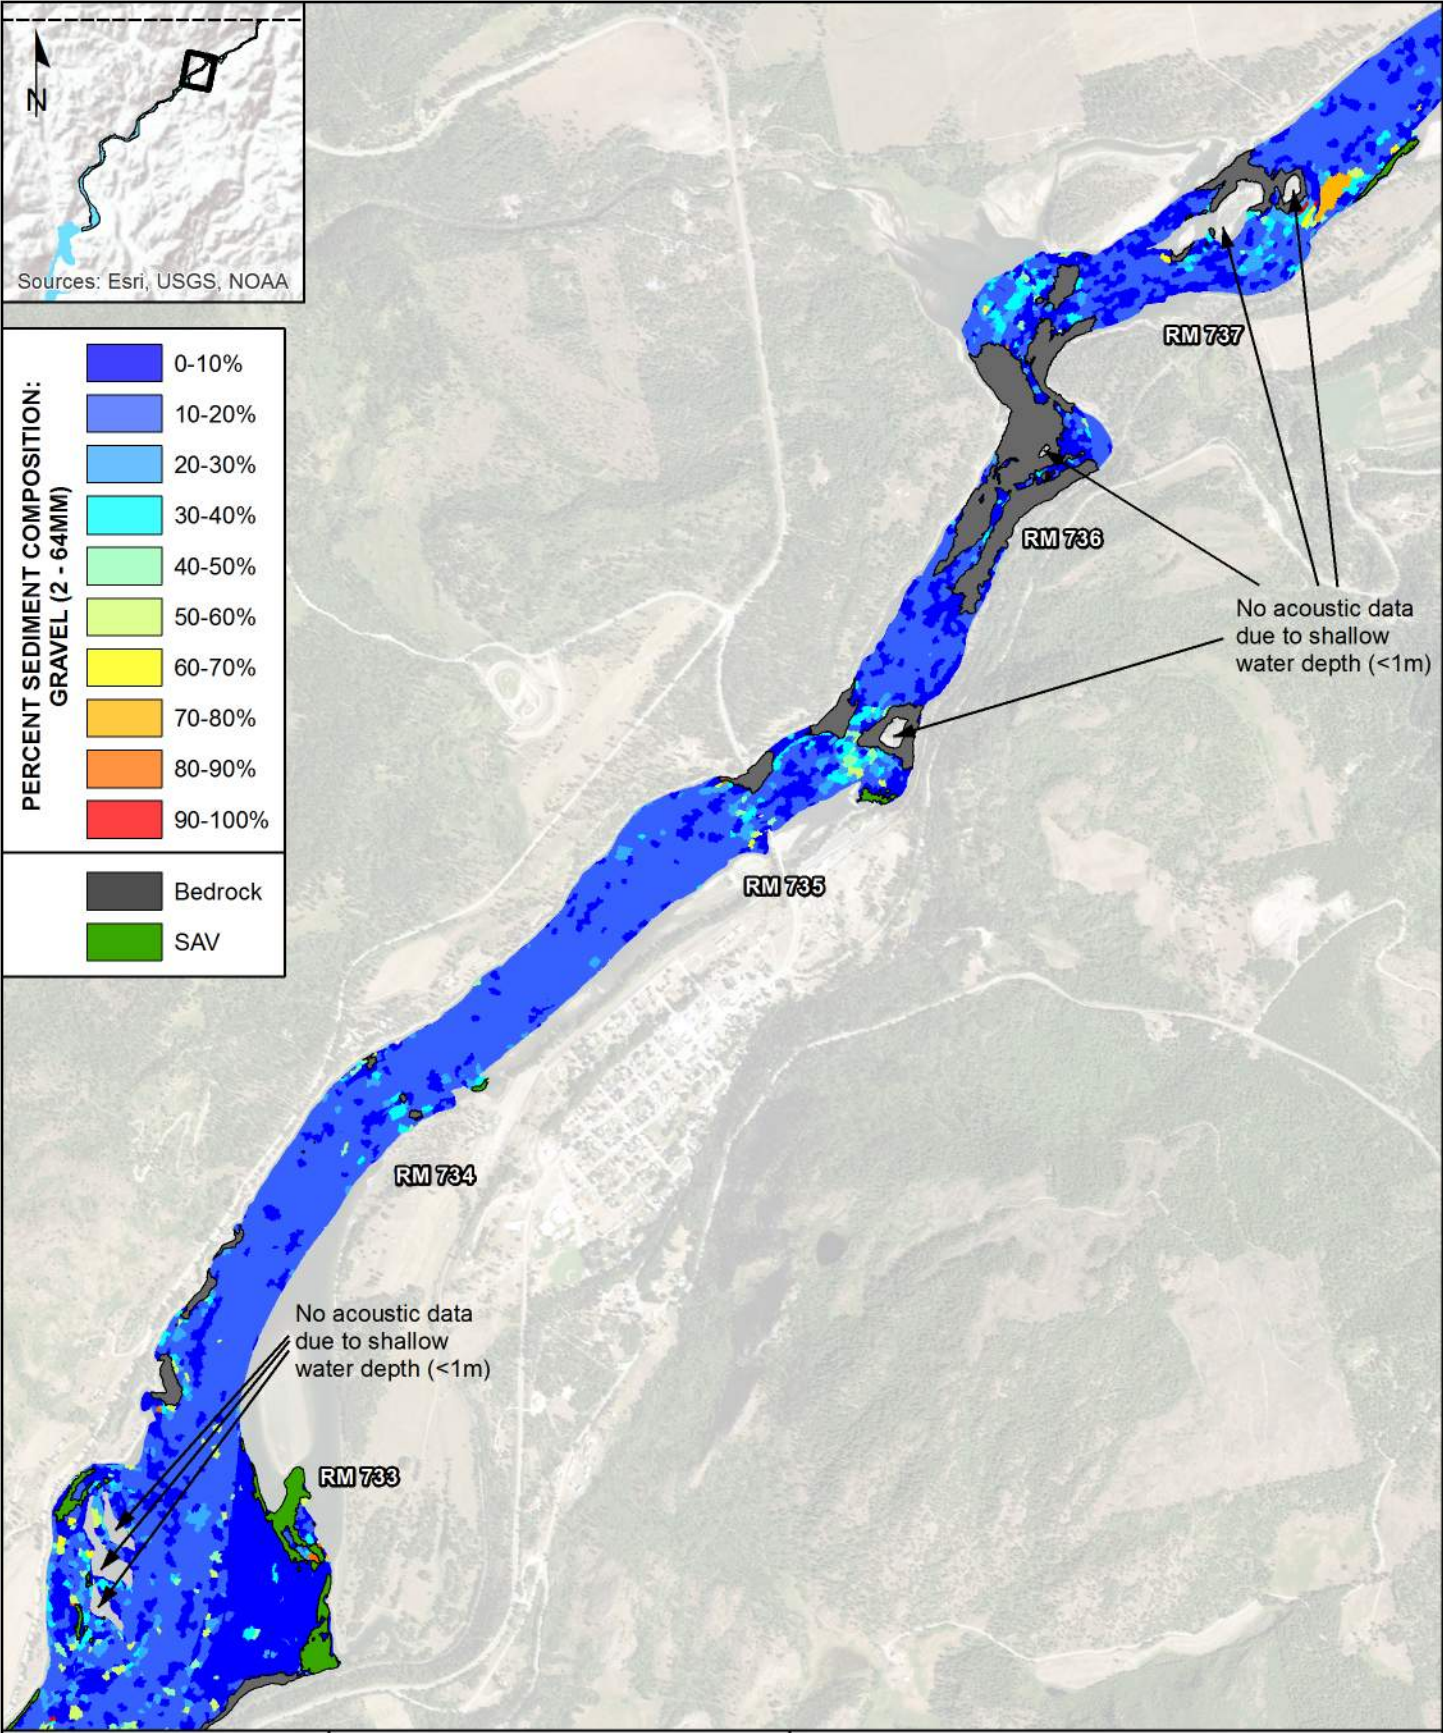 N
Sources: Esri, USGS, NOAA
PERCENT SEDIMENT COMPOSITION:
GRAVEL (2 - 64MM)
0-10%
10-20%
20-30%
30-40%
40-50%
50-60%
60-70%
70-80%
80-90%
90-100%
Bedrock
SAV
RM 737
RM 736
No acoustic data
due to shallow
water depth (<1m)
RM 735
RM 734
No acoustic data
due to shallow
water depth (<1m)
RM 733